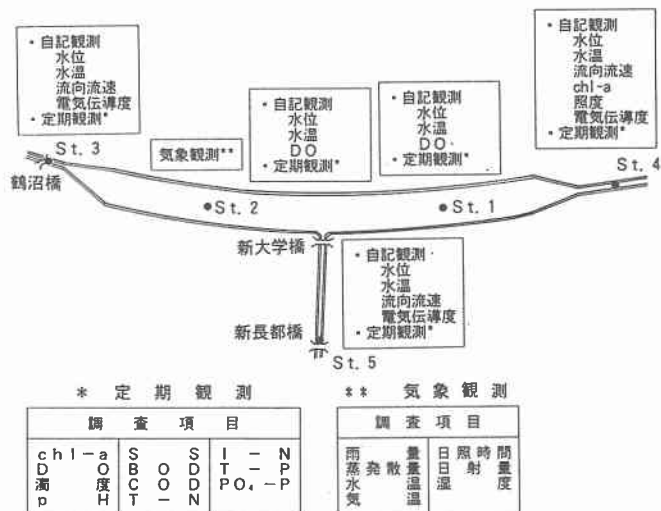 ・自記観測
水位
水温
流向流速
電気伝導度
・定期観測*
St. 3
鶴沼橋
気象観測**
・自記観測
水位
水温
DO
・定期観測*
・自記観測
水位
水温
DO
・定期観測*
・自記観測
水位
水温
流向流速
chl-a
照度
電気伝導度
・定期観測*
St. 4
St. 2
St. 1
新大学橋
・自記観測
水位
水温
流向流速
電気伝導度
・定期観測*
新長都橋
St. 5
* 定期観測
調査項目
chl-a SS I-N
DO BOD T-P
濁度 COD PO₄-P
pH T-N
** 気象観測
調査項目
雨量 日照時間
蒸発散量 日射量
水温 湿度
気温